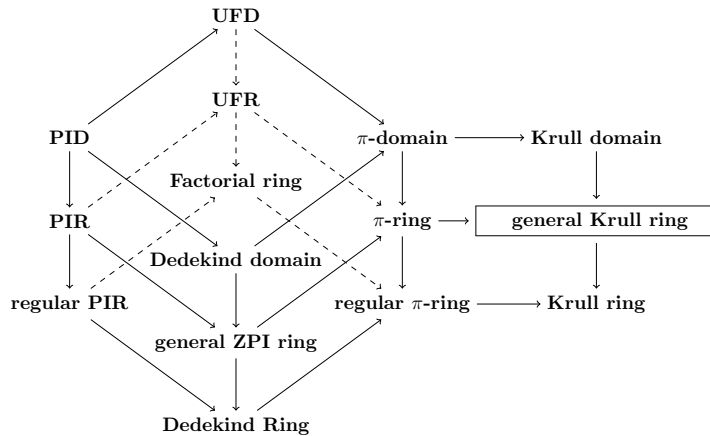 UFD
UFR
PID
π-domain
Krull domain
Factorial ring
PIR
π-ring
general Krull ring
Dedekind domain
regular PIR
regular π-ring
Krull ring
general ZPI ring
Dedekind Ring